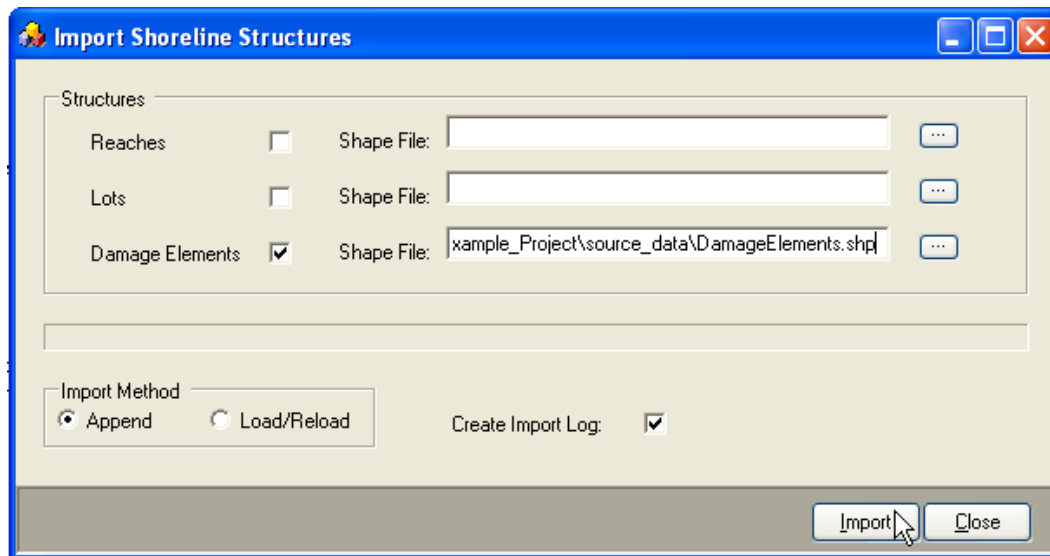 Import Shoreline Structures
Structures
Reaches Shape File: ...
Lots Shape File: ...
Damage Elements Shape File: xample_Project\source_data\DamageElements.shp ...
Import Method
Append Load/Reload Create Import Log:
Import Close